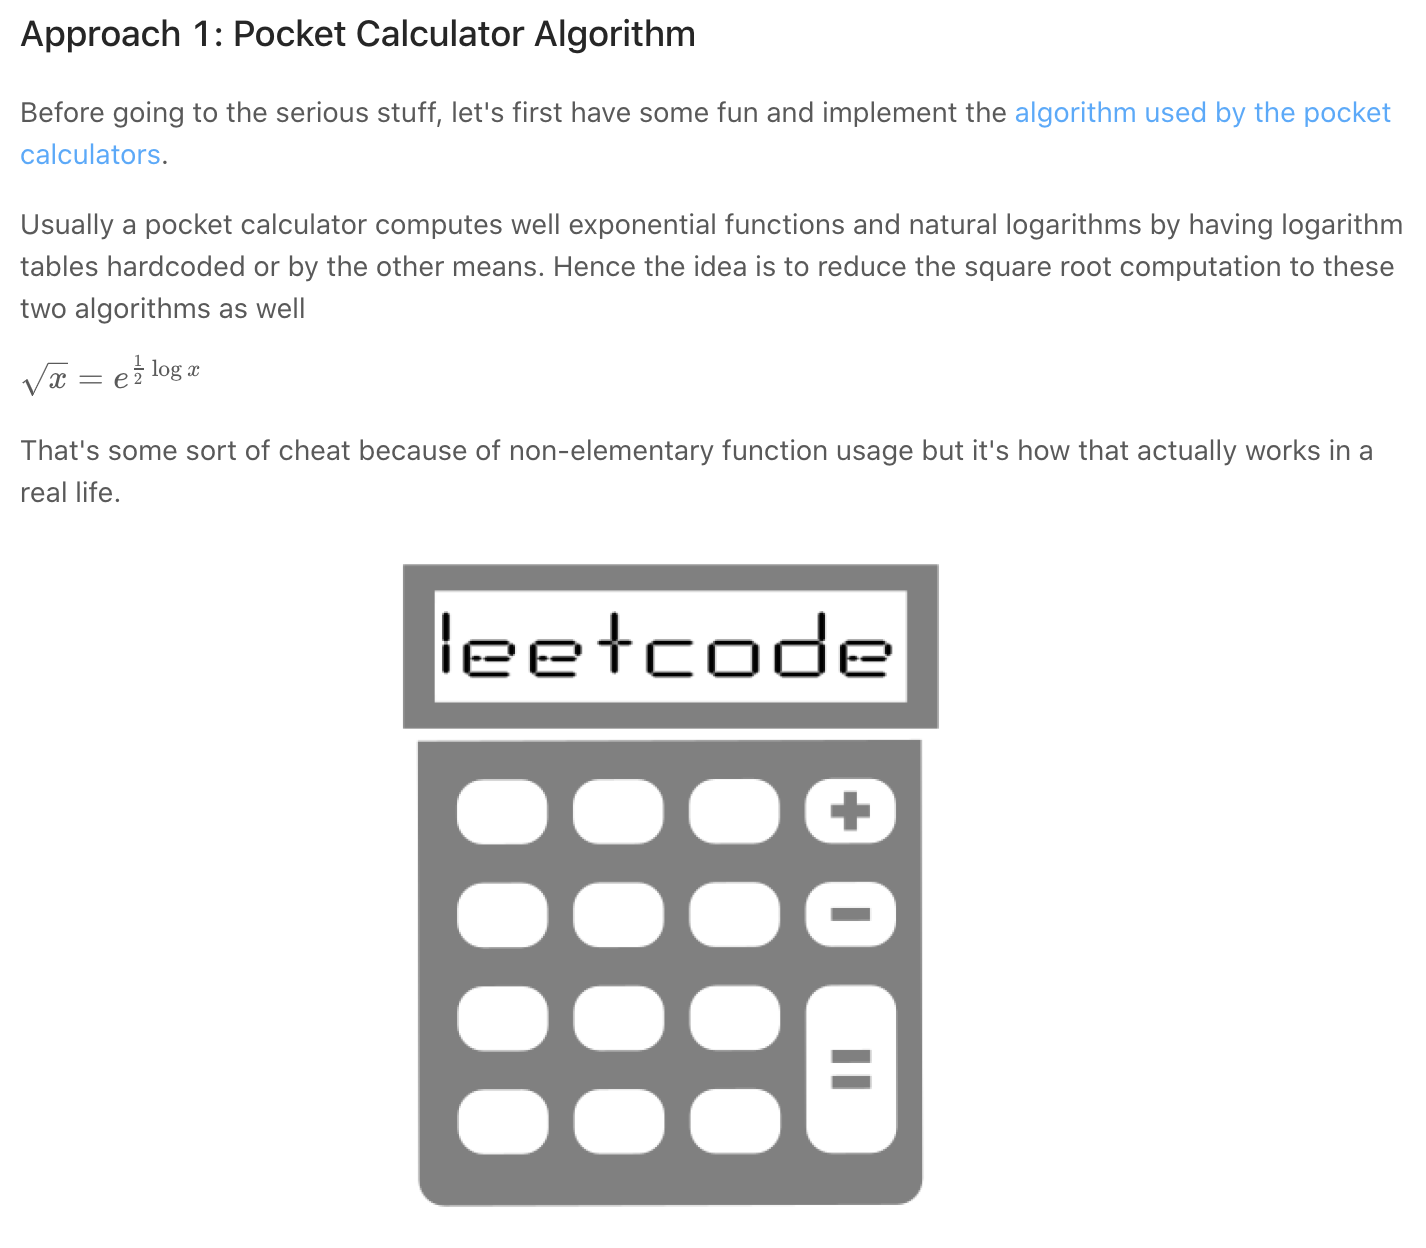 Approach 1: Pocket Calculator Algorithm
Before going to the serious stuff, let's first have some fun and implement the algorithm used by the pocket
calculators.
Usually a pocket calculator computes well exponential functions and natural logarithms by having logarithm
tables hardcoded or by the other means. Hence the idea is to reduce the square root computation to these
two algorithms as well
√x = e^{½ log x}
That's some sort of cheat because of non-elementary function usage but it's how that actually works in a
real life.
leetcode
+
−
=